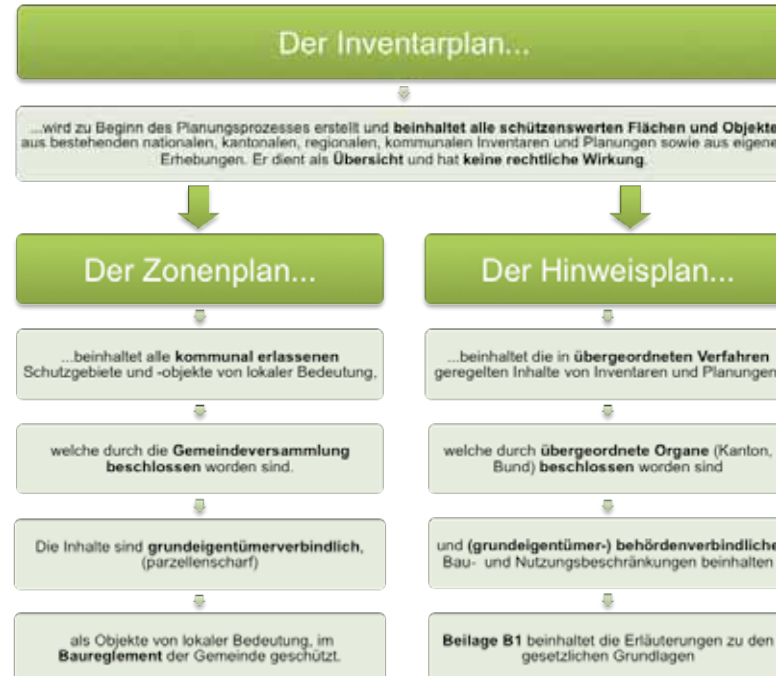 Der Inventarplan...
...wird zu Beginn des Planungsprozesses erstellt und beinhaltet alle schützenswerten Flächen und Objekte
aus bestehenden nationalen, kantonalen, regionalen, kommunalen Inventaren und Planungen sowie aus eigene
Erhebungen. Er dient als Übersicht und hat keine rechtliche Wirkung.
Der Zonenplan...
...beinhaltet alle kommunal erlassenen
Schutzgebiete und -objekte von lokaler Bedeutung,
welche durch die Gemeindeversammlung
beschlossen worden sind.
Die Inhalte sind grundeigentümerverbindlich,
(parzellenscharf)
als Objekte von lokaler Bedeutung, im
Baureglement der Gemeinde geschützt.
Der Hinweisplan...
...beinhaltet die in übergeordneten Verfahren
geregelten Inhalte von Inventaren und Planungen
welche durch übergeordnete Organe (Kanton,
Bund) beschlossen worden sind
und (grundeigentümer-) behördenverbindliche
Bau- und Nutzungsbeschränkungen beinhalten
Beilage B1 beinhaltet die Erläuterungen zu den
gesetzlichen Grundlagen